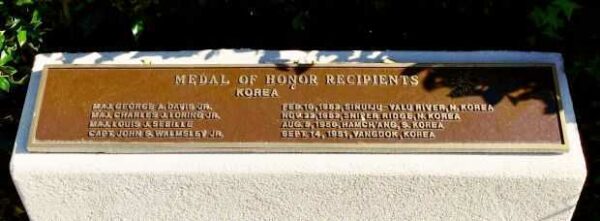 MEDAL OF HONOR RECIPIENTS
KOREA
MAJ. GEORGE A. DAVIS JR. FEB. 10, 1952, SINUIJU-YALU RIVER, N. KOREA
MAJ. CHARLES J. LORING JR. NOV. 22, 1952, SNIPER RIDGE, N. KOREA
MAJ. LOUIS J. SEBILLE AUG. 5, 1950, HAMCHANG, S. KOREA
CAPT. JOHN S. WALMSLEY JR. SEPT. 14, 1951, YANGDOK, KOREA